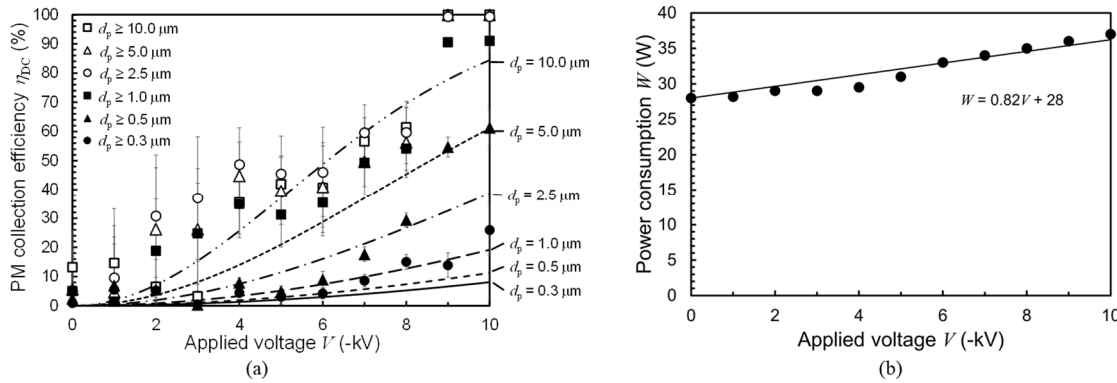 PM collection efficiency ηDC (%)
100
90
80
70
60
50
40
30
20
10
0
dp ≥ 10.0 μm
dp ≥ 5.0 μm
dp ≥ 2.5 μm
dp ≥ 1.0 μm
dp ≥ 0.5 μm
dp ≥ 0.3 μm
dp = 10.0 μm
dp = 5.0 μm
dp = 2.5 μm
dp = 1.0 μm
dp = 0.5 μm
dp = 0.3 μm
0 2 4 6 8 10
Applied voltage V (-kV)
(a)
Power consumption W (W)
40
35
30
25
20
15
10
5
0
W = 0.82V + 28
0 2 4 6 8 10
Applied voltage V (-kV)
(b)